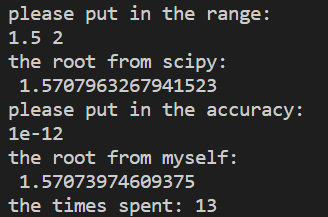 please put in the range:
1.5 2
the root from scipy:
1.5707963267941523
please put in the accuracy:
1e-12
the root from myself:
1.57073974609375
the times spent: 13